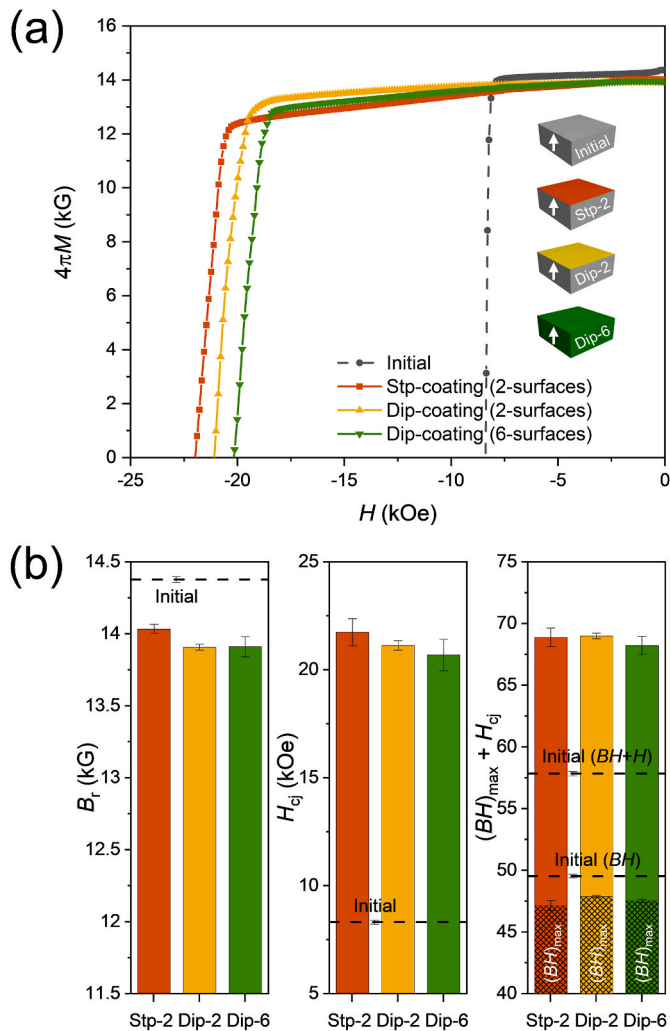 (a)
16
14
12
10
8
6
4
2
0
4πM (kG)
-25
-20
-15
-10
-5
0
H (kOe)
Initial
Stp-2
Dip-2
Dip-6
Initial
Stp-coating (2-surfaces)
Dip-coating (2-surfaces)
Dip-coating (6-surfaces)
(b)
14.5
14
13.5
13
12.5
12
11.5
Br (kG)
Initial
Stp-2 Dip-2 Dip-6
25
20
15
10
5
Hcj (kOe)
Initial
Stp-2 Dip-2 Dip-6
75
70
65
60
55
50
45
40
(BH)max + Hcj
Initial (BH+H)
Initial (BH)
(BH)max
(BH)max
(BH)max
Stp-2 Dip-2 Dip-6